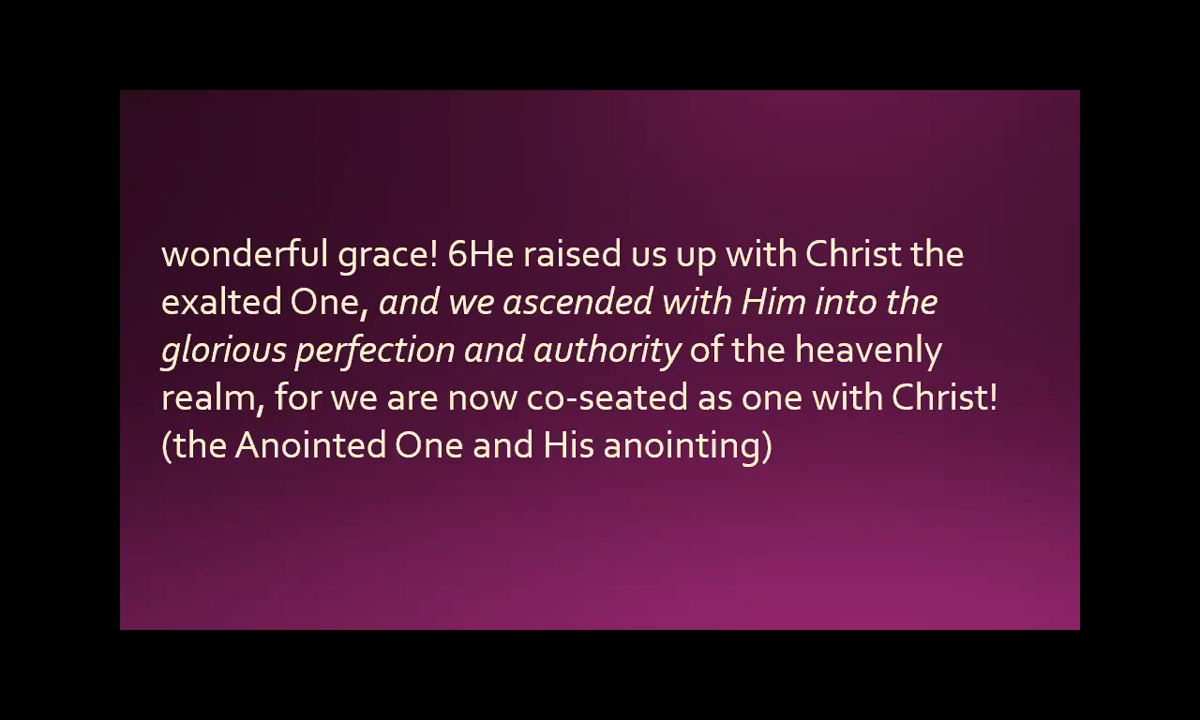 wonderful grace! 6He raised us up with Christ the
exalted One, and we ascended with Him into the
glorious perfection and authority of the heavenly
realm, for we are now co-seated as one with Christ!
(the Anointed One and His anointing)